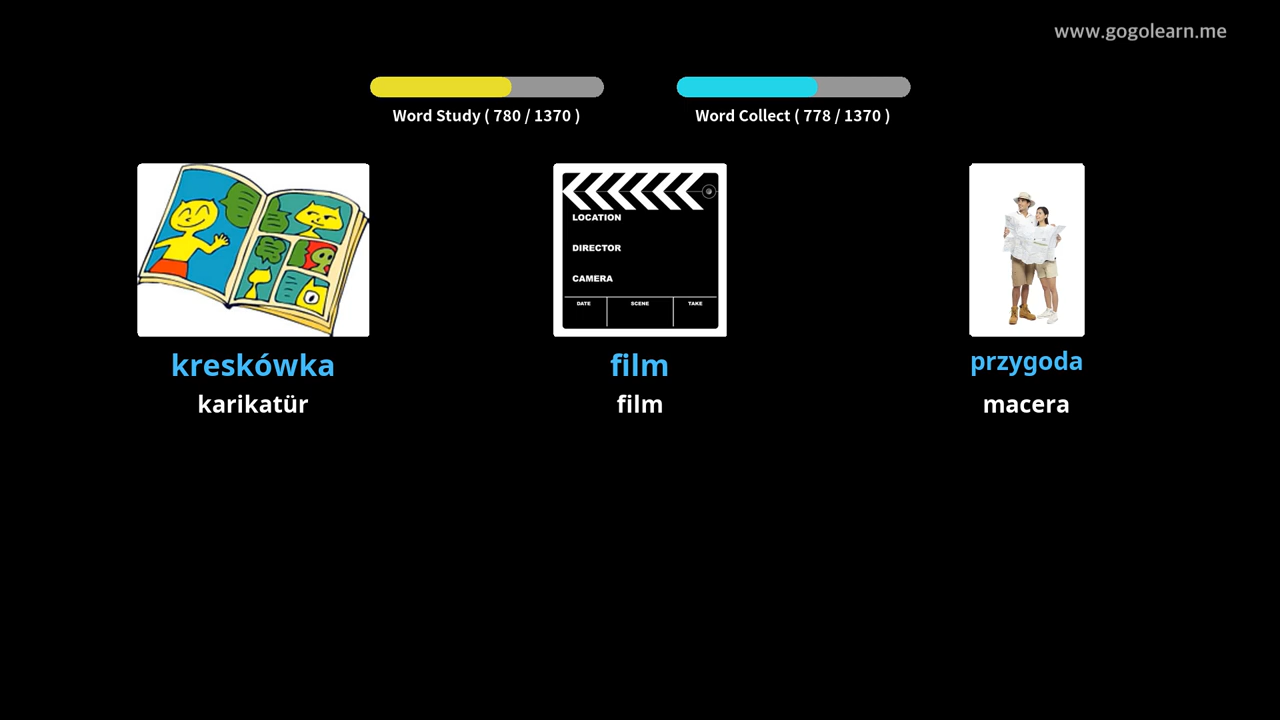 www.gogolearn.me
Word Study ( 780 / 1370 )
Word Collect ( 778 / 1370 )
LOCATION
DIRECTOR
CAMERA
DATE SCENE TAKE
kreskówka
film
przygoda
karikatür
film
macera